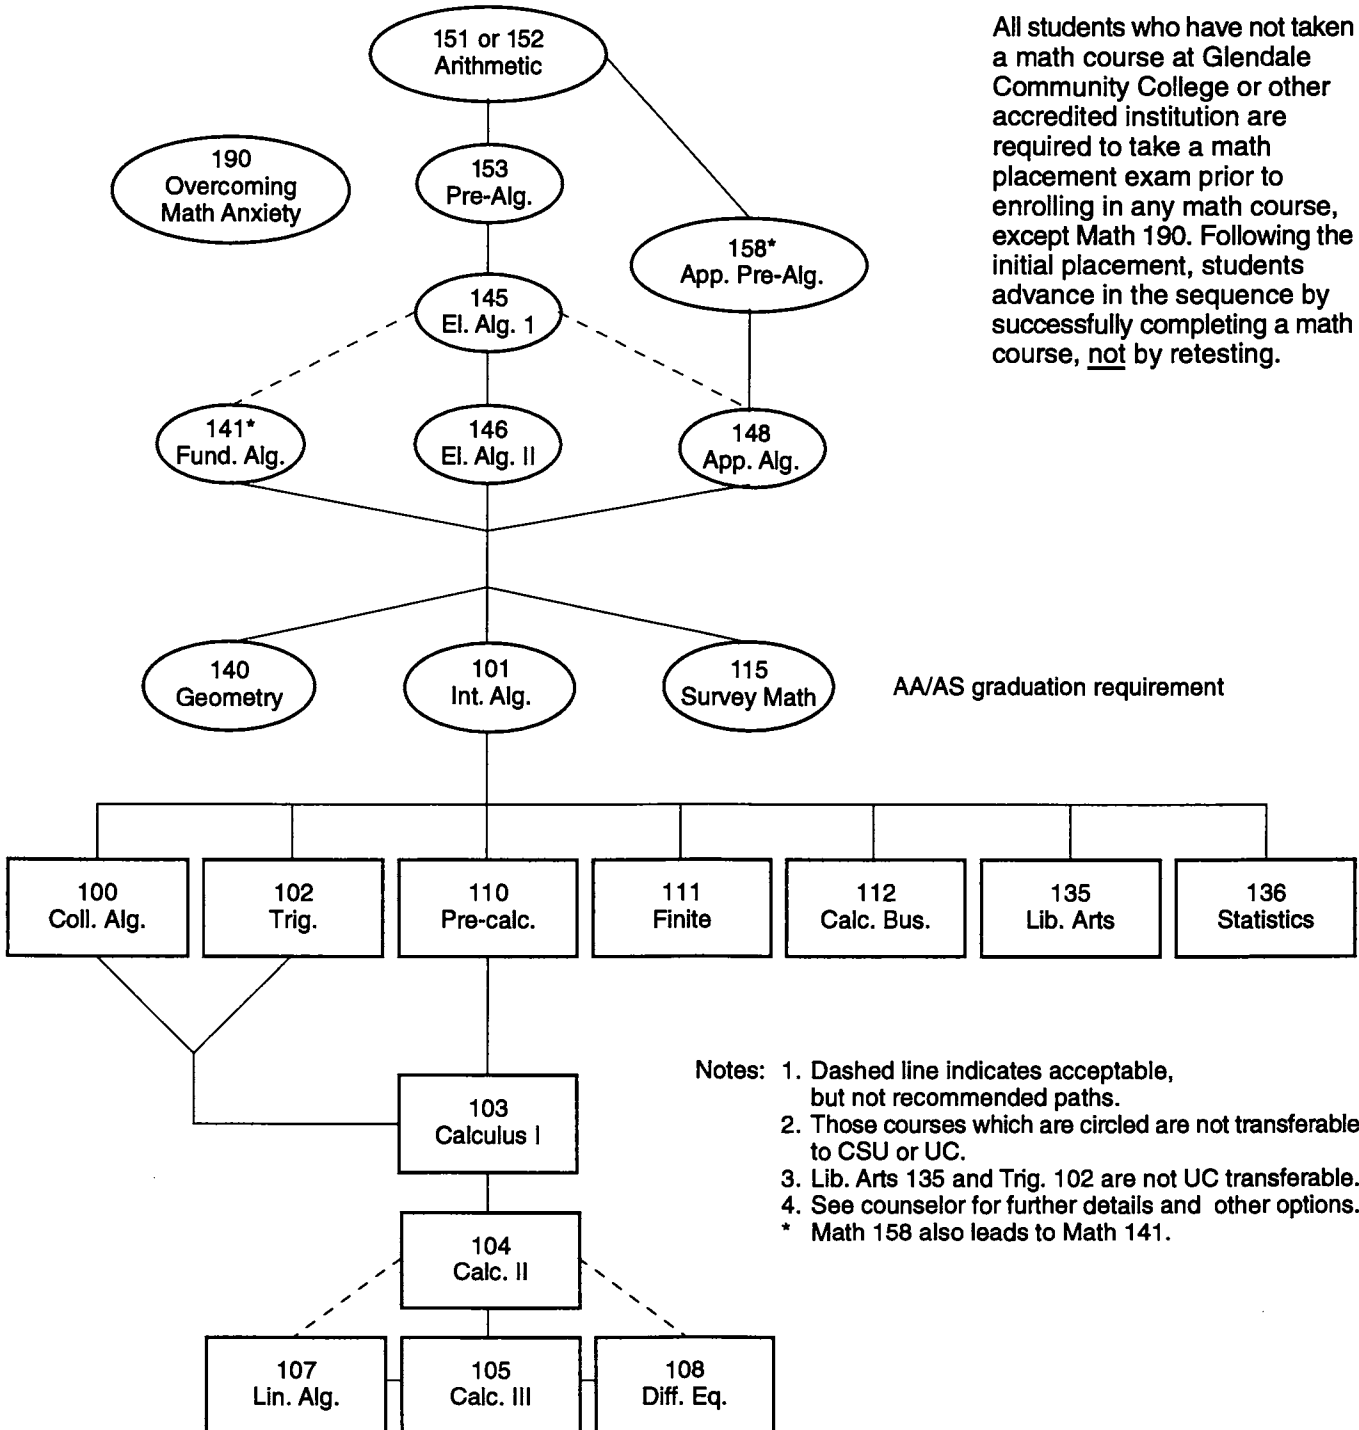 151 or 152
Arithmetic
All students who have not taken
a math course at Glendale
Community College or other
accredited institution are
required to take a math
placement exam prior to
enrolling in any math course,
except Math 190. Following the
initial placement, students
advance in the sequence by
successfully completing a math
course, not by retesting.
190
Overcoming
Math Anxiety
153
Pre-Alg.
158*
App. Pre-Alg.
145
El. Alg. 1
141*
Fund. Alg.
146
El. Alg. II
148
App. Alg.
140
Geometry
101
Int. Alg.
115
Survey Math
AA/AS graduation requirement
100
Coll. Alg.
102
Trig.
110
Pre-calc.
111
Finite
112
Calc. Bus.
135
Lib. Arts
136
Statistics
103
Calculus I
Notes: 1. Dashed line indicates acceptable,
but not recommended paths.
2. Those courses which are circled are not transferable
to CSU or UC.
3. Lib. Arts 135 and Trig. 102 are not UC transferable.
4. See counselor for further details and other options.
* Math 158 also leads to Math 141.
104
Calc. II
107
Lin. Alg.
105
Calc. III
108
Diff. Eq.